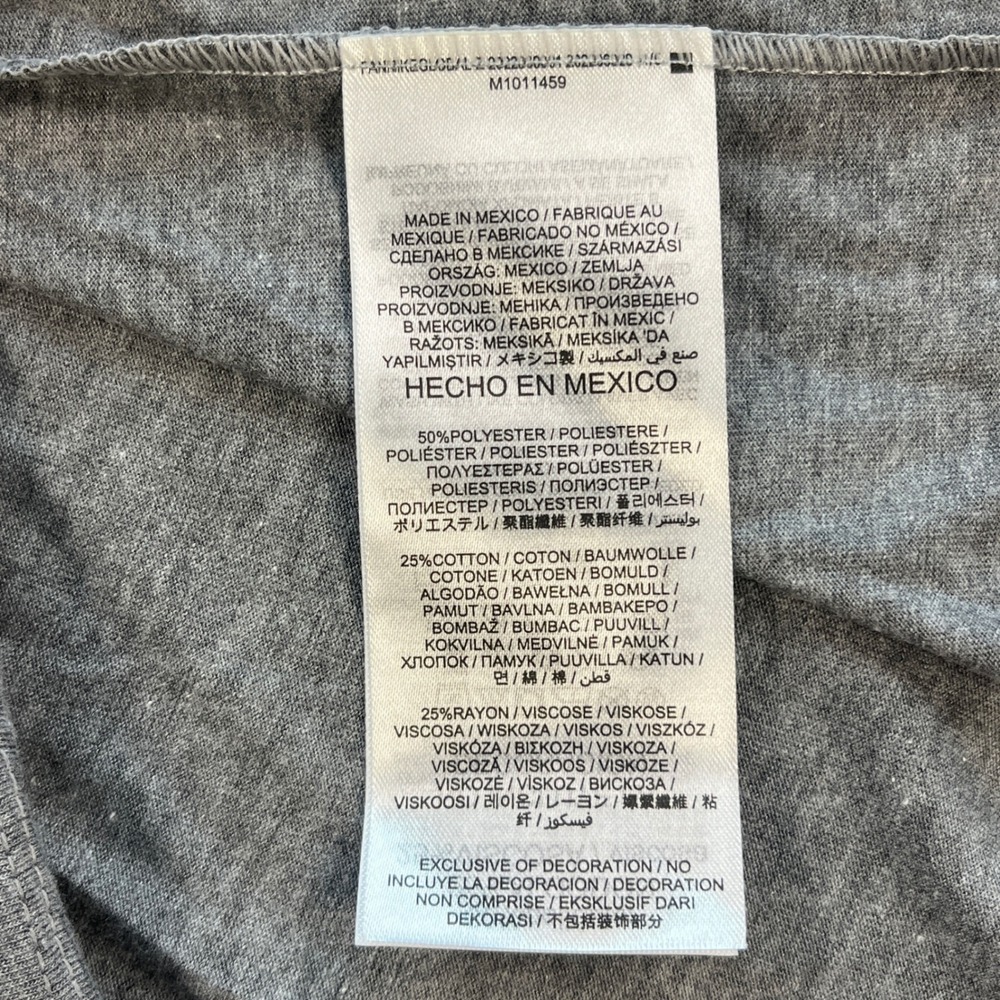 M1011459
MADE IN MEXICO / FABRIQUE AU
MEXIQUE / FABRICADO NO MÉXICO /
СДЕЛАНО В МЕКСИКЕ / SZÁRMAZÁSI
ORSZÁG: MEXICO / ZEMLJA
PROIZVODNJE: MEKSIKO / DRŽAVA
PROIZVODNJE: MEHIKA / ПРОИЗВЕДЕНО
В МЕКСИКО / FABRICAT ÎN MEXIC /
RAŽOTS: MEKSIKĀ / MEKSİKA 'DA
YAPILMIŞTIR / メキシコ製 / صنع في المكسيك
HECHO EN MEXICO
50%POLYESTER / POLIESTERE /
POLIÉSTER / POLIESTER / POLIÉSZTER /
ΠΟΛΥΕΣΤΕΡΑΣ / POLÜESTER /
POLIESTERIS / ПОЛИЭСТЕР /
ПОЛИЕСТЕР / POLYESTERI / 폴리에스터 /
ポリエステル / 聚酯纖維 / 聚酯纤维 / بوليستر
25%COTTON / COTON / BAUMWOLLE /
COTONE / KATOEN / BOMULD /
ALGODÃO / BAWEŁNA / BOMULL /
PAMUT / BAVLNA / ΒΑΜΒΑΚΕΡΟ /
BOMBAŽ / BUMBAC / PUUVILL /
KOKVILNA / MEDVILNĖ / PAMUK /
ХЛОПОК / ПАМУК / PUUVILLA / KATUN /
면 / 綿 / 棉 / قطن
25%RAYON / VISCOSE / VISKOSE /
VISCOSA / WISKOZA / VISKOS / VISZKÓZ /
VISKÓZA / ΒΙΣΚΟΖΗ / VISKOZA /
VISCOZĂ / VISKOOS / VISKOZE /
VISKOZĖ / VİSKOZ / ВИСКОЗА /
VISKOOSI / 레이온 / レーヨン / 嫘縈纖維 / 粘
纤 / فيسكوز
EXCLUSIVE OF DECORATION / NO
INCLUYE LA DECORACION / DECORATION
NON COMPRISE / EKSKLUSIF DARI
DEKORASI / 不包括装饰部分